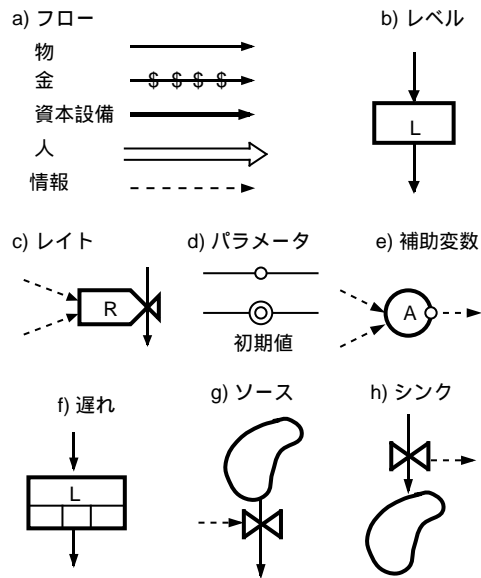 a) フロー
物
金
$ $ $ $
資本設備
人
情報
b) レベル
L
c) レイト
R
d) パラメータ
初期値
e) 補助変数
A
f) 遅れ
L
g) ソース
h) シンク